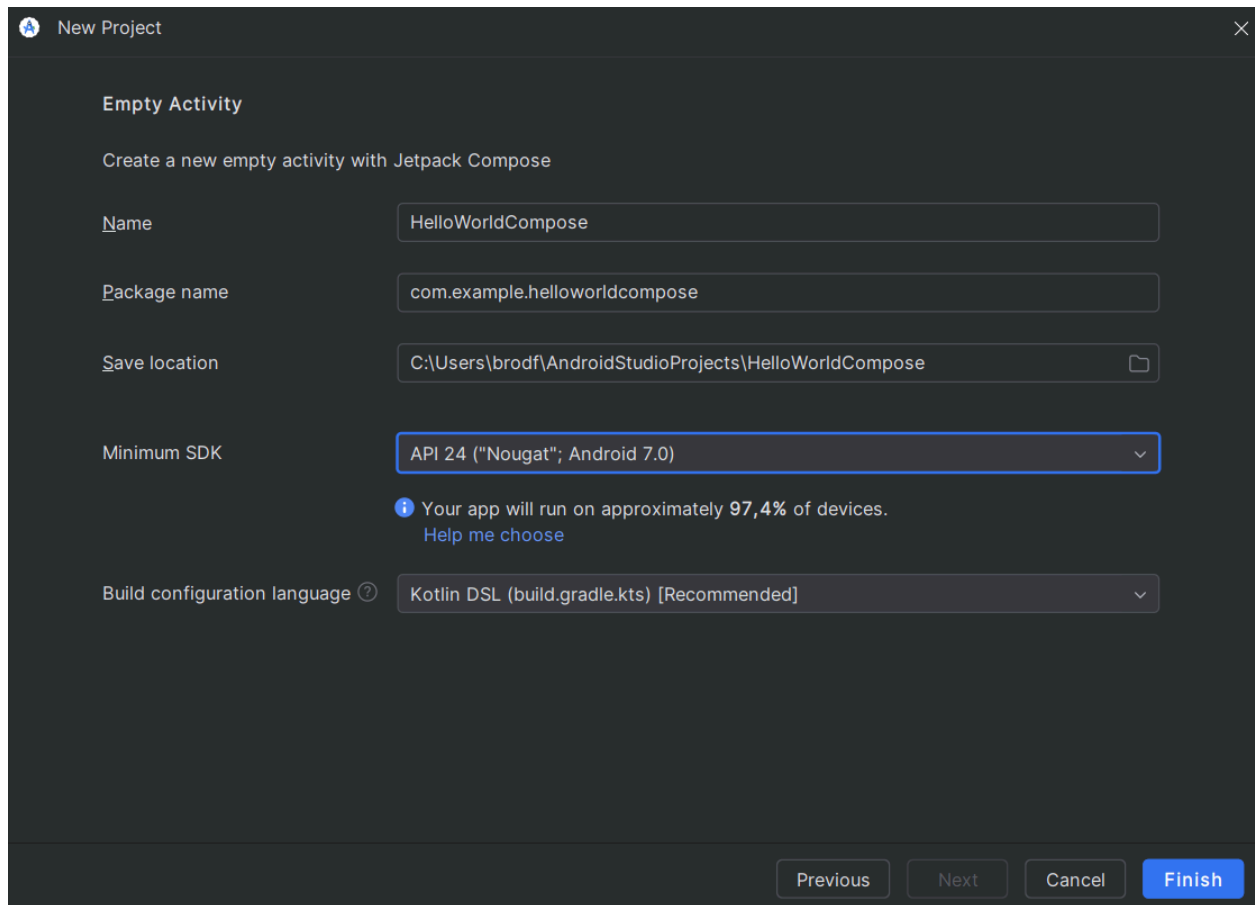 New Project
Empty Activity
Create a new empty activity with Jetpack Compose
Name HelloWorldCompose
Package name com.example.helloworldcompose
Save location C:\Users\brodf\AndroidStudioProjects\HelloWorldCompose
Minimum SDK API 24 ("Nougat"; Android 7.0)
Your app will run on approximately 97,4% of devices.
Help me choose
Build configuration language Kotlin DSL (build.gradle.kts) [Recommended]
Previous Next Cancel Finish